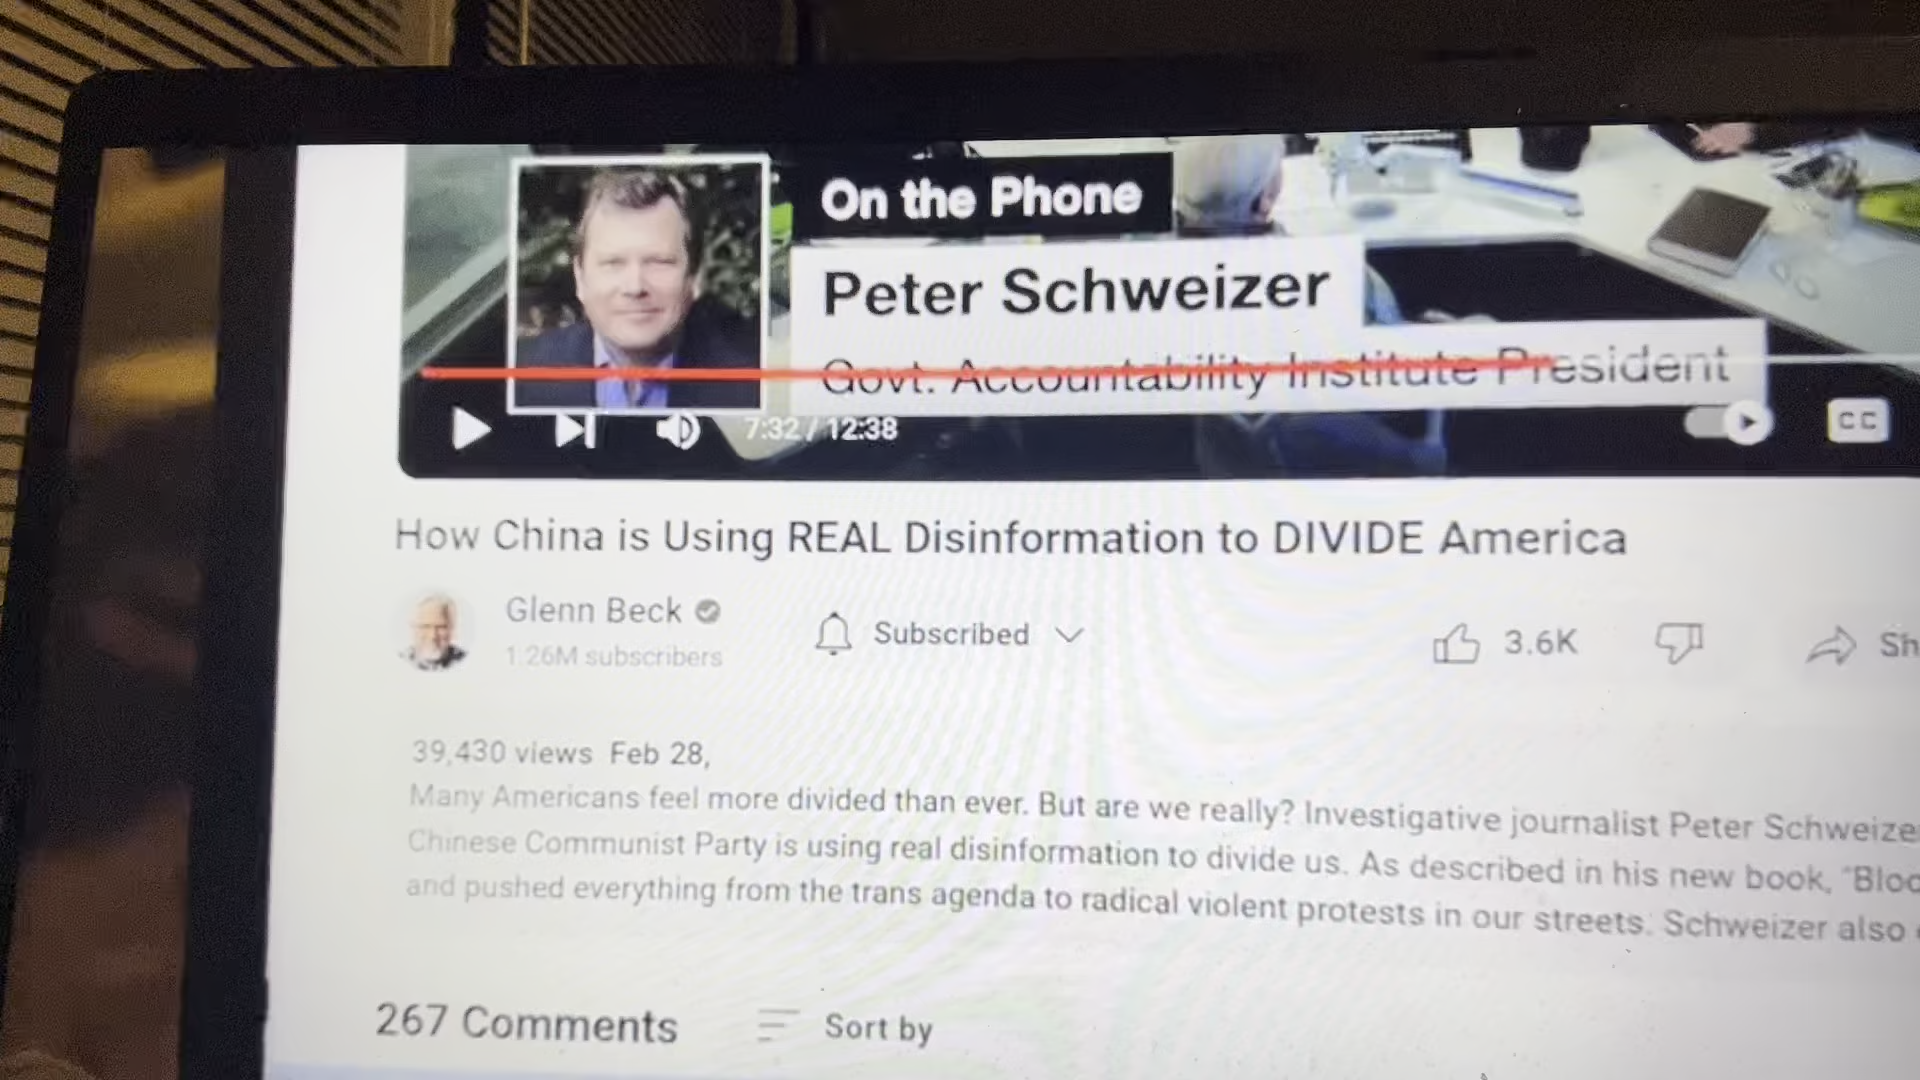 On the Phone
Peter Schweizer
Govt. Accountability Institute President
7:32 / 12:38
CC
How China is Using REAL Disinformation to DIVIDE America
Glenn Beck
1.26M subscribers
Subscribed
3.6K
Sh
39,430 views Feb 28,
Many Americans feel more divided than ever. But are we really? Investigative journalist Peter Schweize
Chinese Communist Party is using real disinformation to divide us. As described in his new book, "Bloo
and pushed everything from the trans agenda to radical violent protests in our streets. Schweizer also
267 Comments
Sort by